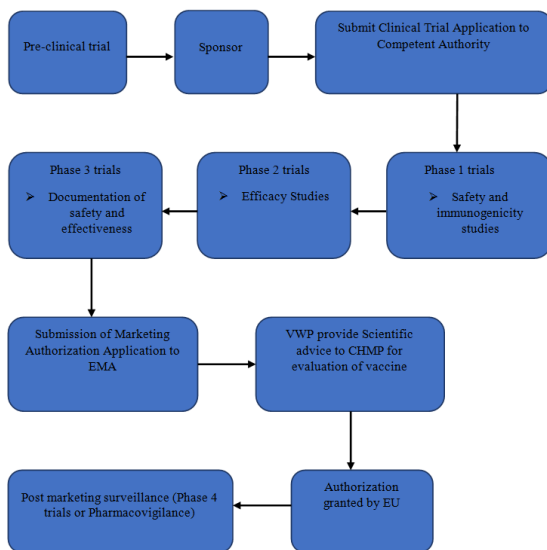 Pre-clinical trial
Sponsor
Submit Clinical Trial Application to
Competent Authority
Phase 1 trials
➢ Safety and
immunogenicity
studies
Phase 2 trials
➢ Efficacy Studies
Phase 3 trials
➢ Documentation of
safety and
effectiveness
Submission of Marketing
Authorization Application to
EMA
VWP provide Scientific
advice to CHMP for
evaluation of vaccine
Authorization
granted by EU
Post marketing surveillance (Phase 4
trials or Pharmacovigilance)